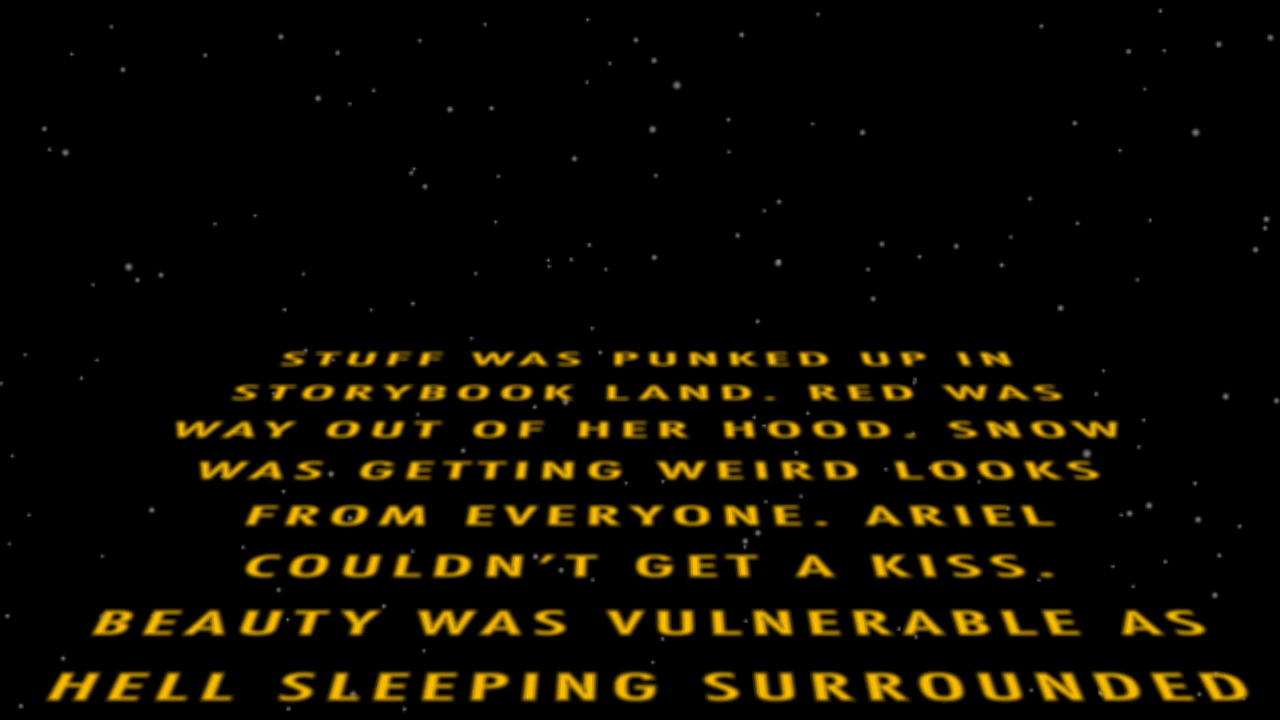 STUFF WAS PUNKED UP IN
STORYBOOK LAND. RED WAS
WAY OUT OF HER HOOD. SNOW
WAS GETTING WEIRD LOOKS
FROM EVERYONE. ARIEL
COULDN'T GET A KISS.
BEAUTY WAS VULNERABLE AS
HELL SLEEPING SURROUNDED